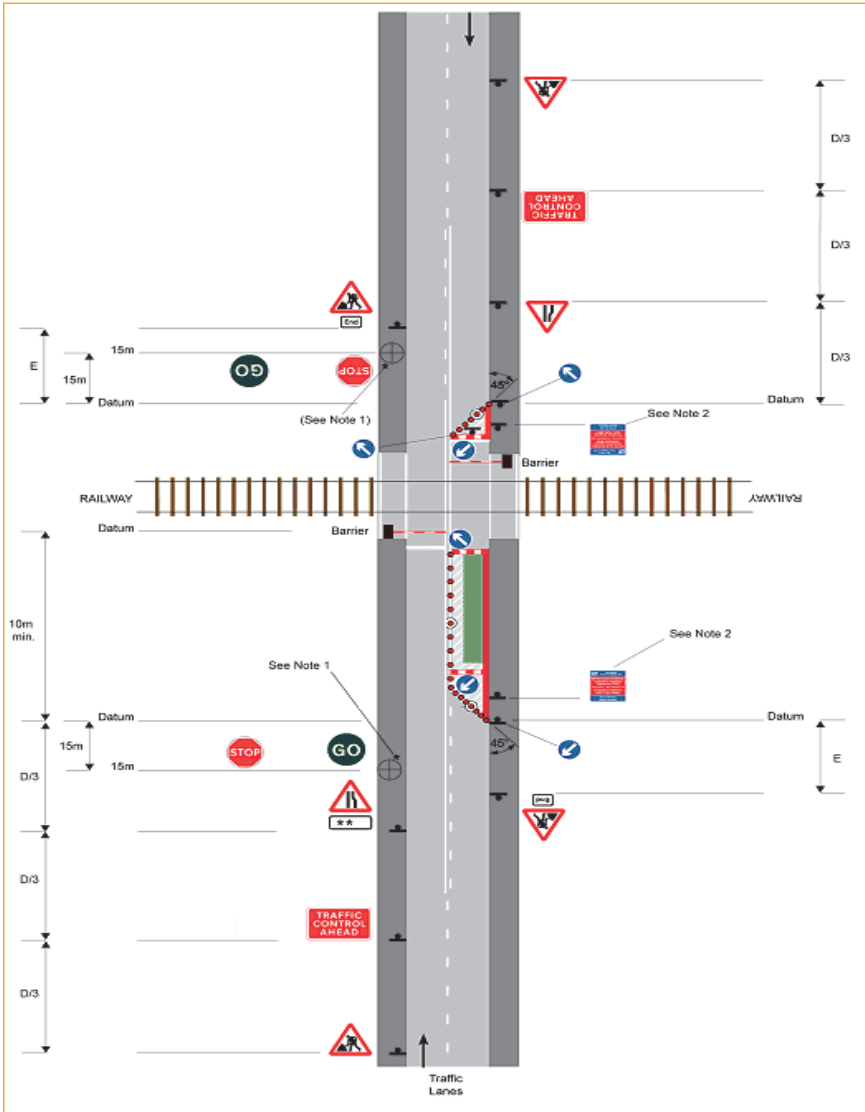 D/3
TRAFFIC
CONTROL
AHEAD
D/3
End
D/3
E
15m
15m
GO
STOP
45°
Datum
Datum
(See Note 1)
See Note 2
Barrier
RAILWAY
RAILWAY
Datum
Barrier
10m
min.
See Note 2
See Note 1
Datum
Datum
15m
STOP
GO
45°
15m
E
D/3
**
End
D/3
TRAFFIC
CONTROL
AHEAD
D/3
Traffic
Lanes